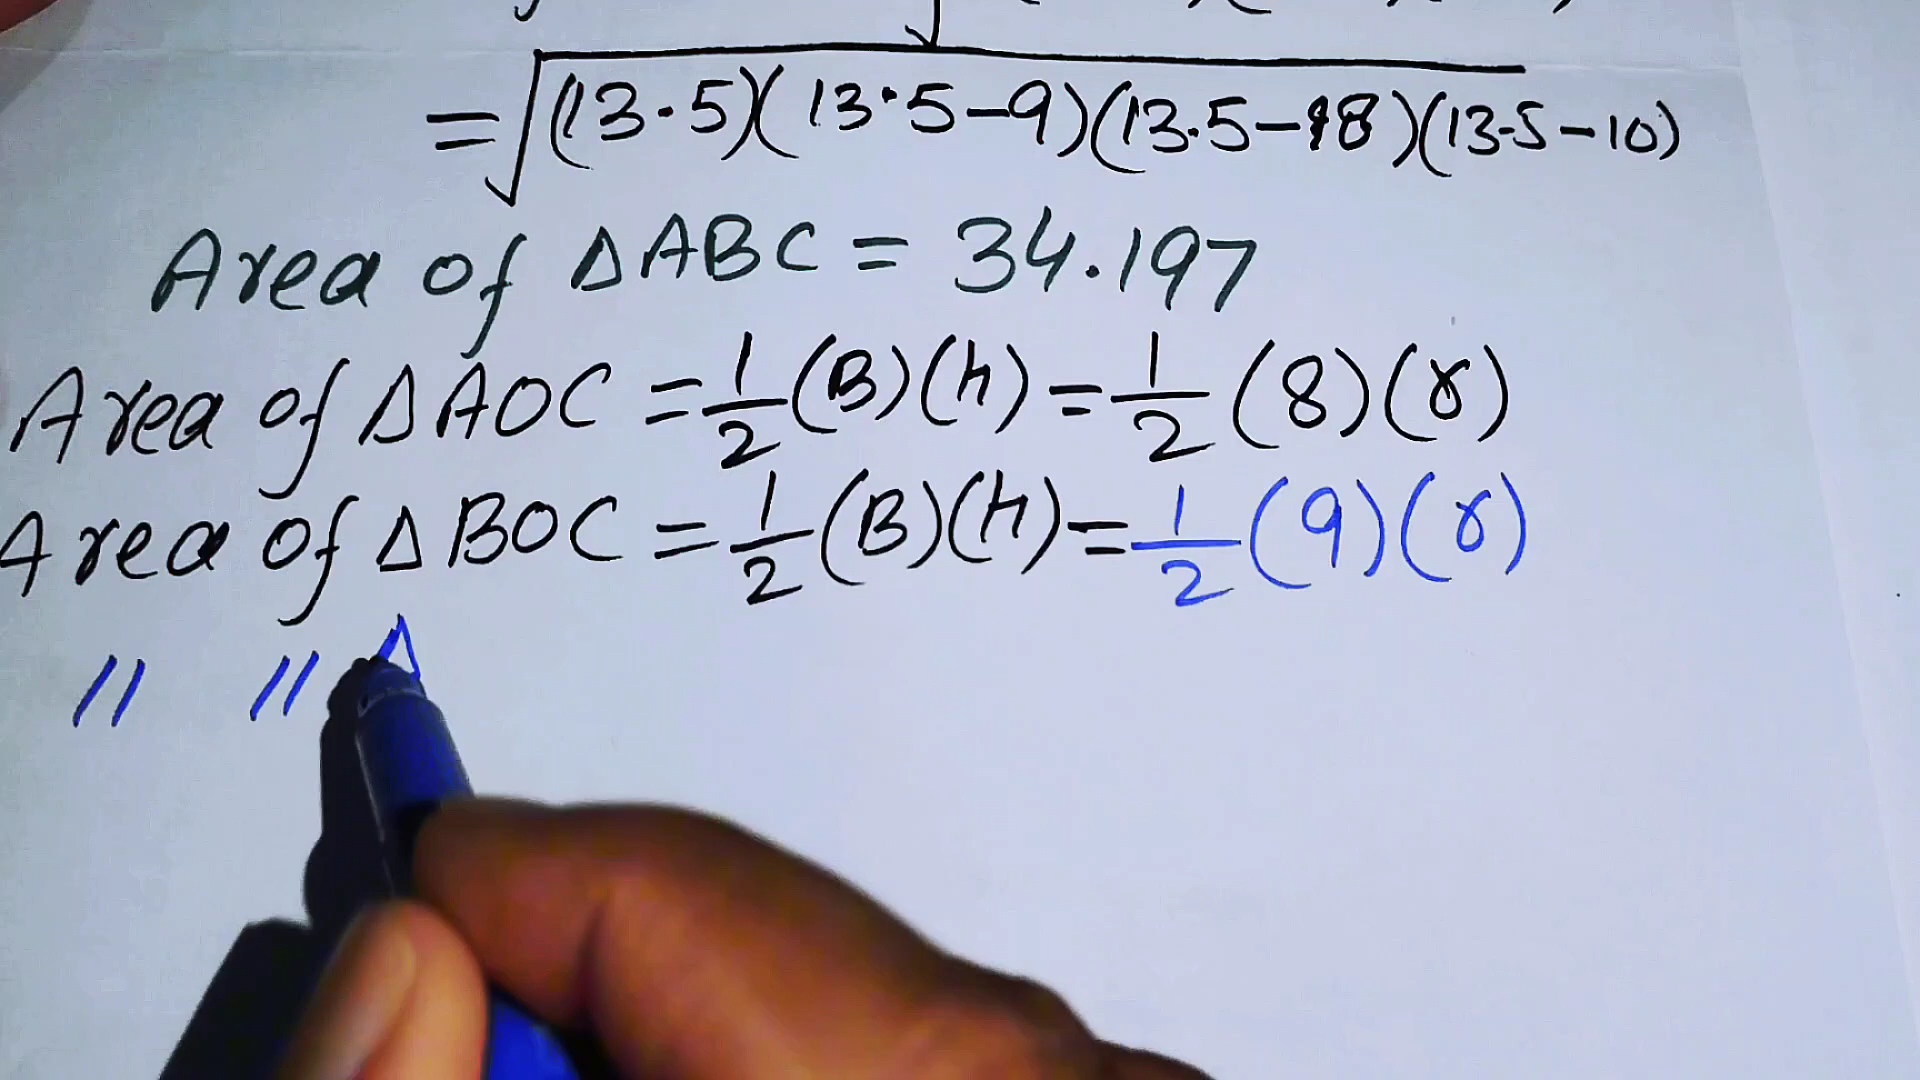 =√(13.5)(13.5-9)(13.5-8)(13.5-10)
Area of ΔABC = 34.197
Area of ΔAOC = 1/2 (B)(h) = 1/2 (8)(r)
Area of ΔBOC = 1/2 (B)(h) = 1/2 (9)(r)
〃 〃 Δ